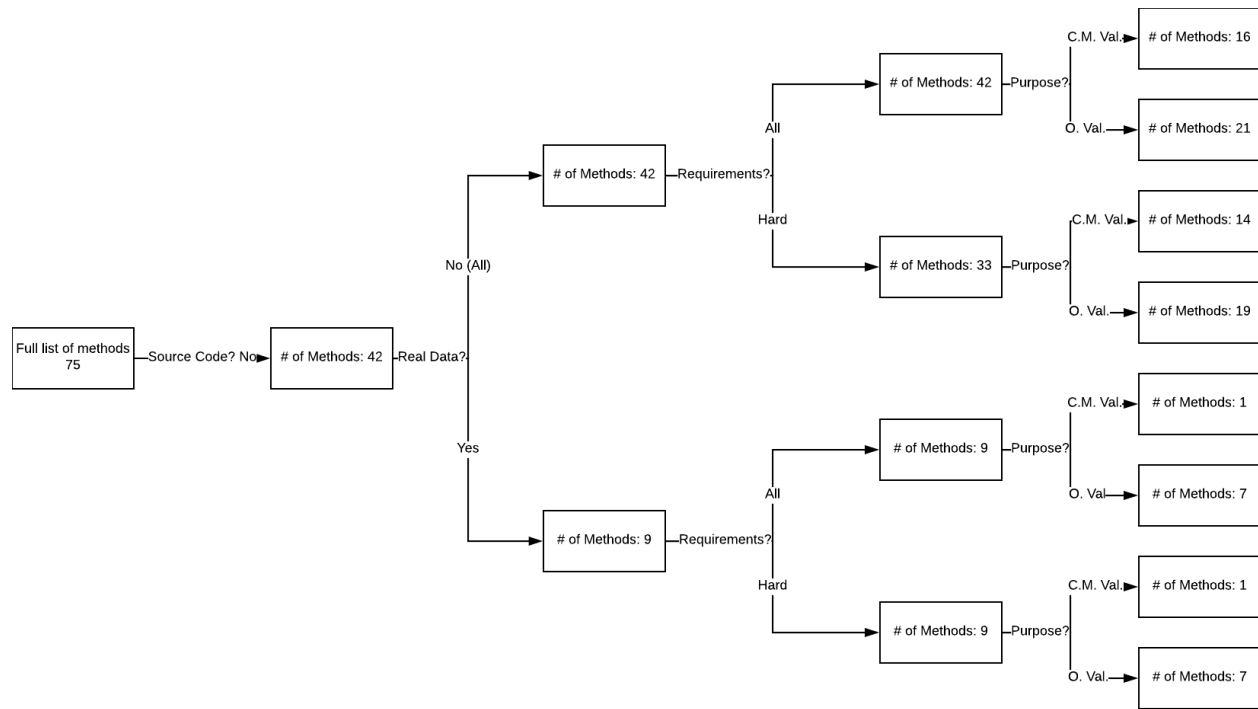 C.M. Val.
# of Methods: 16
# of Methods: 42
Purpose?
All
O. Val.
# of Methods: 21
# of Methods: 42
Requirements?
Hard
C.M. Val.
# of Methods: 14
No (All)
# of Methods: 33
Purpose?
O. Val.
# of Methods: 19
Full list of methods
75
Source Code? No
# of Methods: 42
Real Data?
C.M. Val.
# of Methods: 1
Yes
# of Methods: 9
Purpose?
All
O. Val
# of Methods: 7
# of Methods: 9
Requirements?
Hard
C.M. Val.
# of Methods: 1
# of Methods: 9
Purpose?
O. Val.
# of Methods: 7